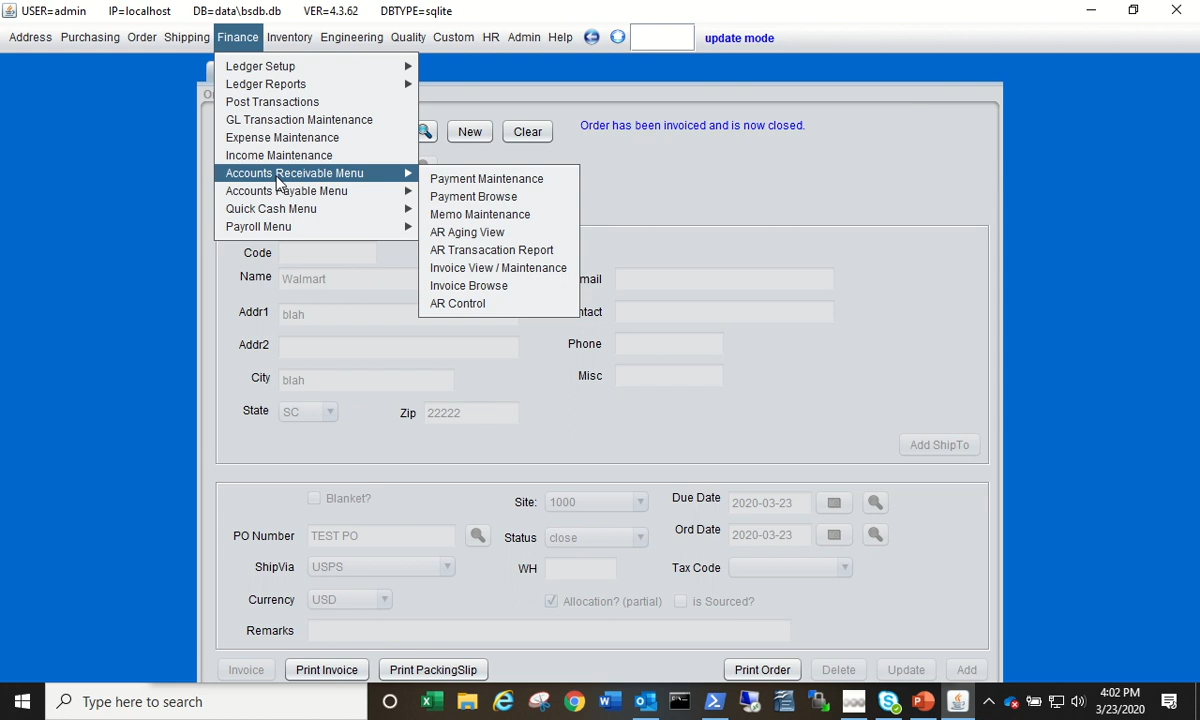 USER=admin IP=localhost DB=data\bsdb.db VER=4.3.62 DBTYPE=sqlite
Address Purchasing Order Shipping Finance Inventory Engineering Quality Custom HR Admin Help update mode
Ledger Setup
Ledger Reports
Post Transactions
GL Transaction Maintenance
Expense Maintenance
Income Maintenance
Accounts Receivable Menu
Accounts Payable Menu
Quick Cash Menu
Payroll Menu
Payment Maintenance
Payment Browse
Memo Maintenance
AR Aging View
AR Transacation Report
Invoice View / Maintenance
Invoice Browse
AR Control
New Clear Order has been invoiced and is now closed.
Code
Name Walmart
Addr1 blah
Addr2 Phone
City blah Misc
State SC Zip 22222
Add ShipTo
Blanket? Site: 1000 Due Date 2020-03-23
PO Number TEST PO Status close Ord Date 2020-03-23
ShipVia USPS WH Tax Code
Currency USD Allocation? (partial) is Sourced?
Remarks
Invoice Print Invoice Print PackingSlip Print Order Delete Update Add
Type here to search
4:02 PM
3/23/2020